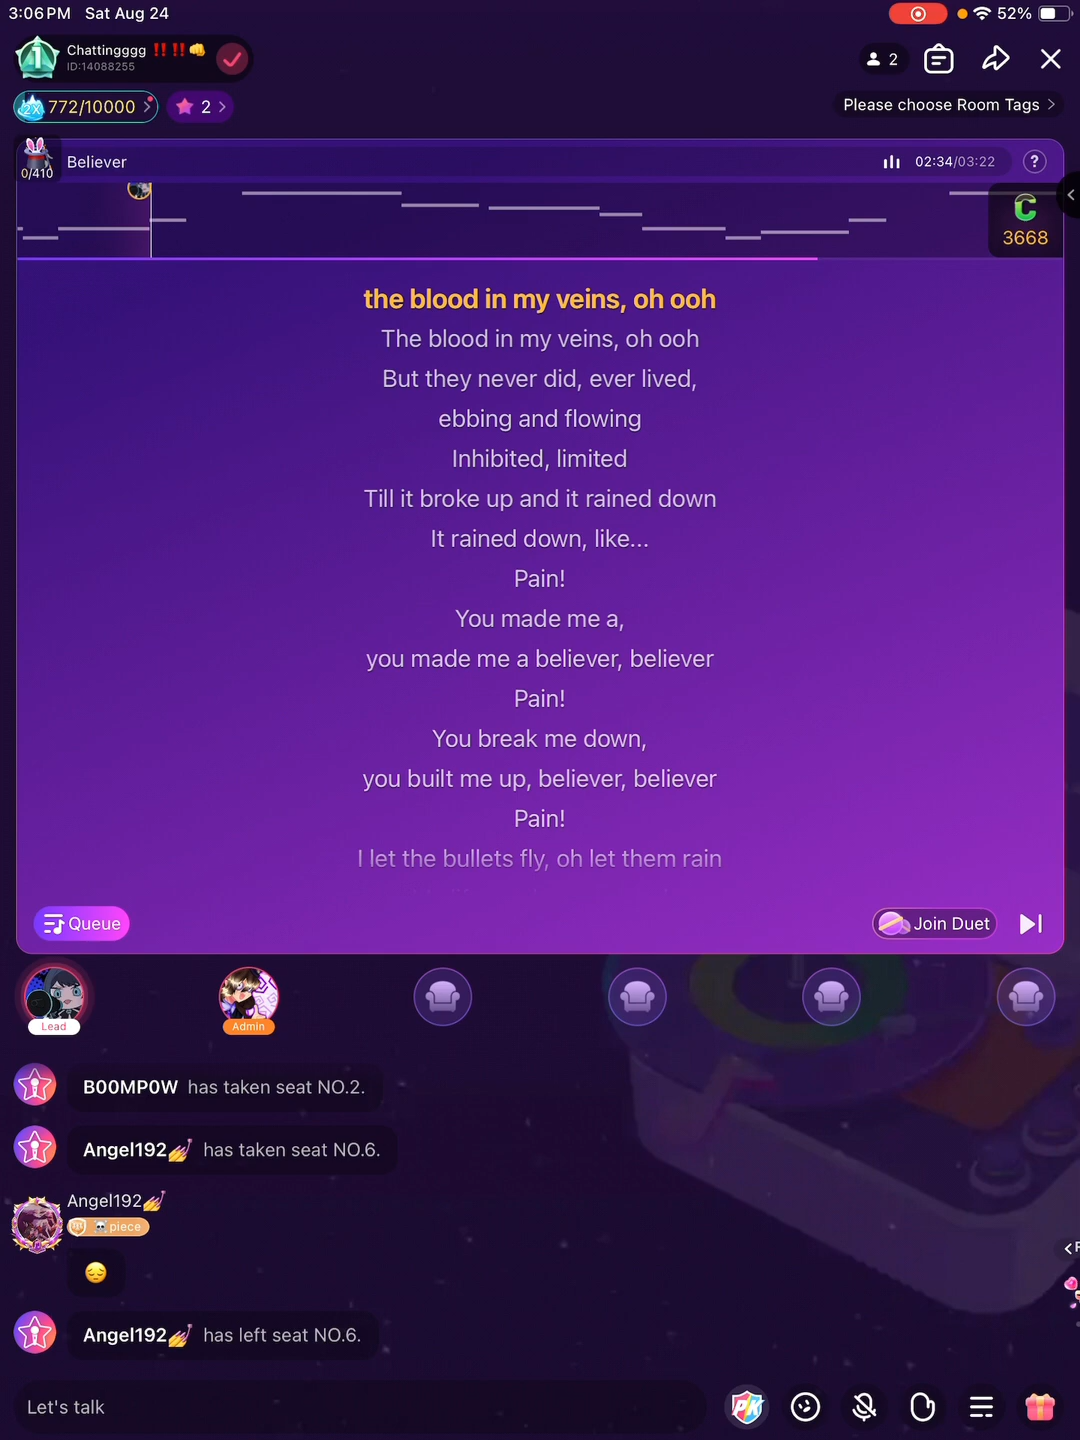 3:06 PM Sat Aug 24 52%
Chattingggg ‼️‼️👊
ID:14088255
2
2X 772/10000 > 2 >
Please choose Room Tags >
0/410
Believer
02:34/03:22 ?
C
3668
the blood in my veins, oh ooh
The blood in my veins, oh ooh
But they never did, ever lived,
ebbing and flowing
Inhibited, limited
Till it broke up and it rained down
It rained down, like...
Pain!
You made me a,
you made me a believer, believer
Pain!
You break me down,
you built me up, believer, believer
Pain!
I let the bullets fly, oh let them rain
Queue
Join Duet
Lead
Admin
B00MP0W has taken seat NO.2.
Angel192💅 has taken seat NO.6.
Angel192💅
☠️ piece
😔
Angel192💅 has left seat NO.6.
Let's talk
PK